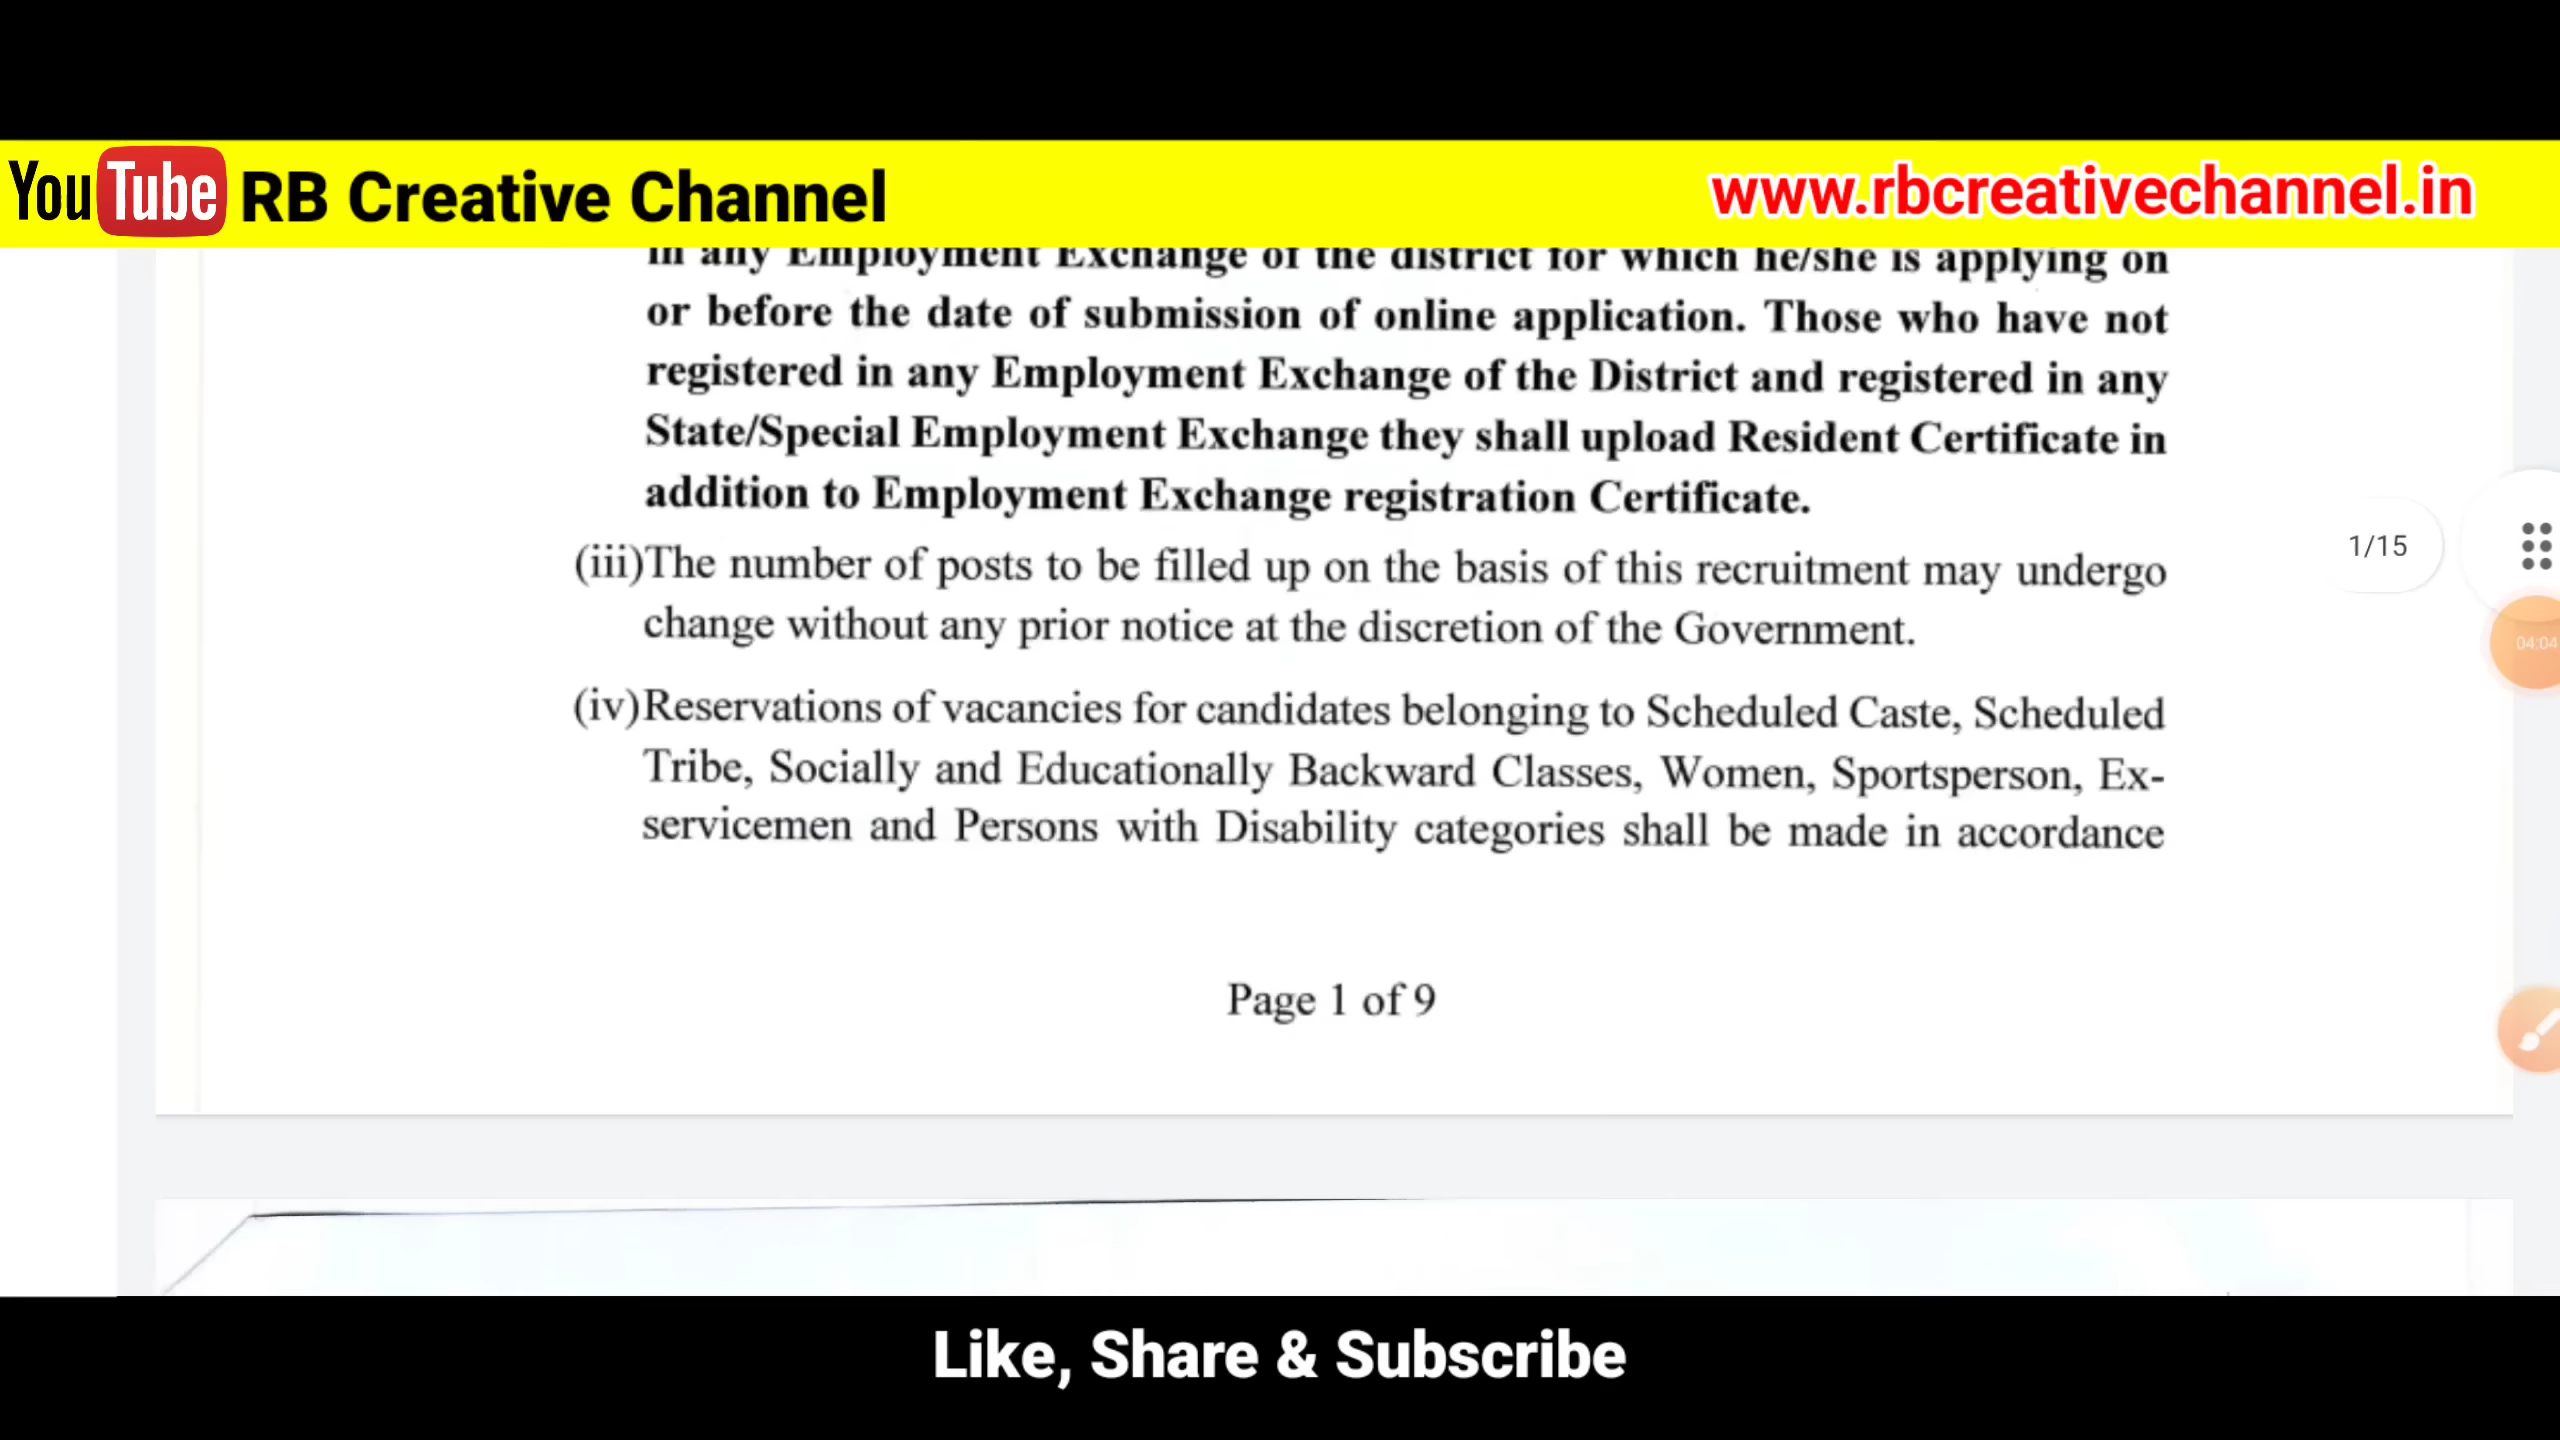 YouTube RB Creative Channel www.rbcreativechannel.in
in any Employment Exchange of the district for which he/she is applying on
or before the date of submission of online application. Those who have not
registered in any Employment Exchange of the District and registered in any
State/Special Employment Exchange they shall upload Resident Certificate in
addition to Employment Exchange registration Certificate.
(iii)The number of posts to be filled up on the basis of this recruitment may undergo
change without any prior notice at the discretion of the Government.
1/15
04:04
(iv)Reservations of vacancies for candidates belonging to Scheduled Caste, Scheduled
Tribe, Socially and Educationally Backward Classes, Women, Sportsperson, Ex-
servicemen and Persons with Disability categories shall be made in accordance
Page 1 of 9
Like, Share & Subscribe